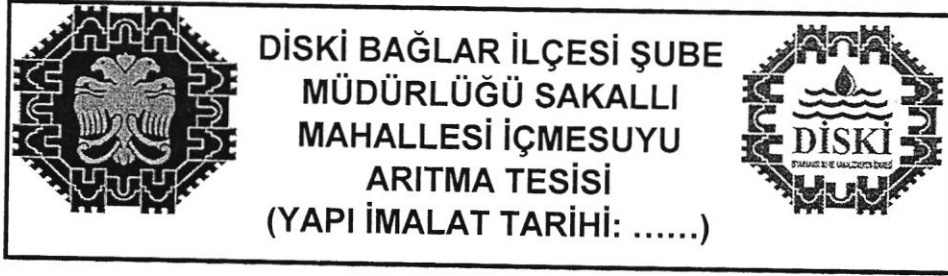 DİSKİ BAĞLAR İLÇESİ ŞUBE
MÜDÜRLÜĞÜ SAKALLI
MAHALLESİ İÇMESUYU
ARITMA TESİSİ
(YAPI İMALAT TARİHİ: ......)
DİSKİ